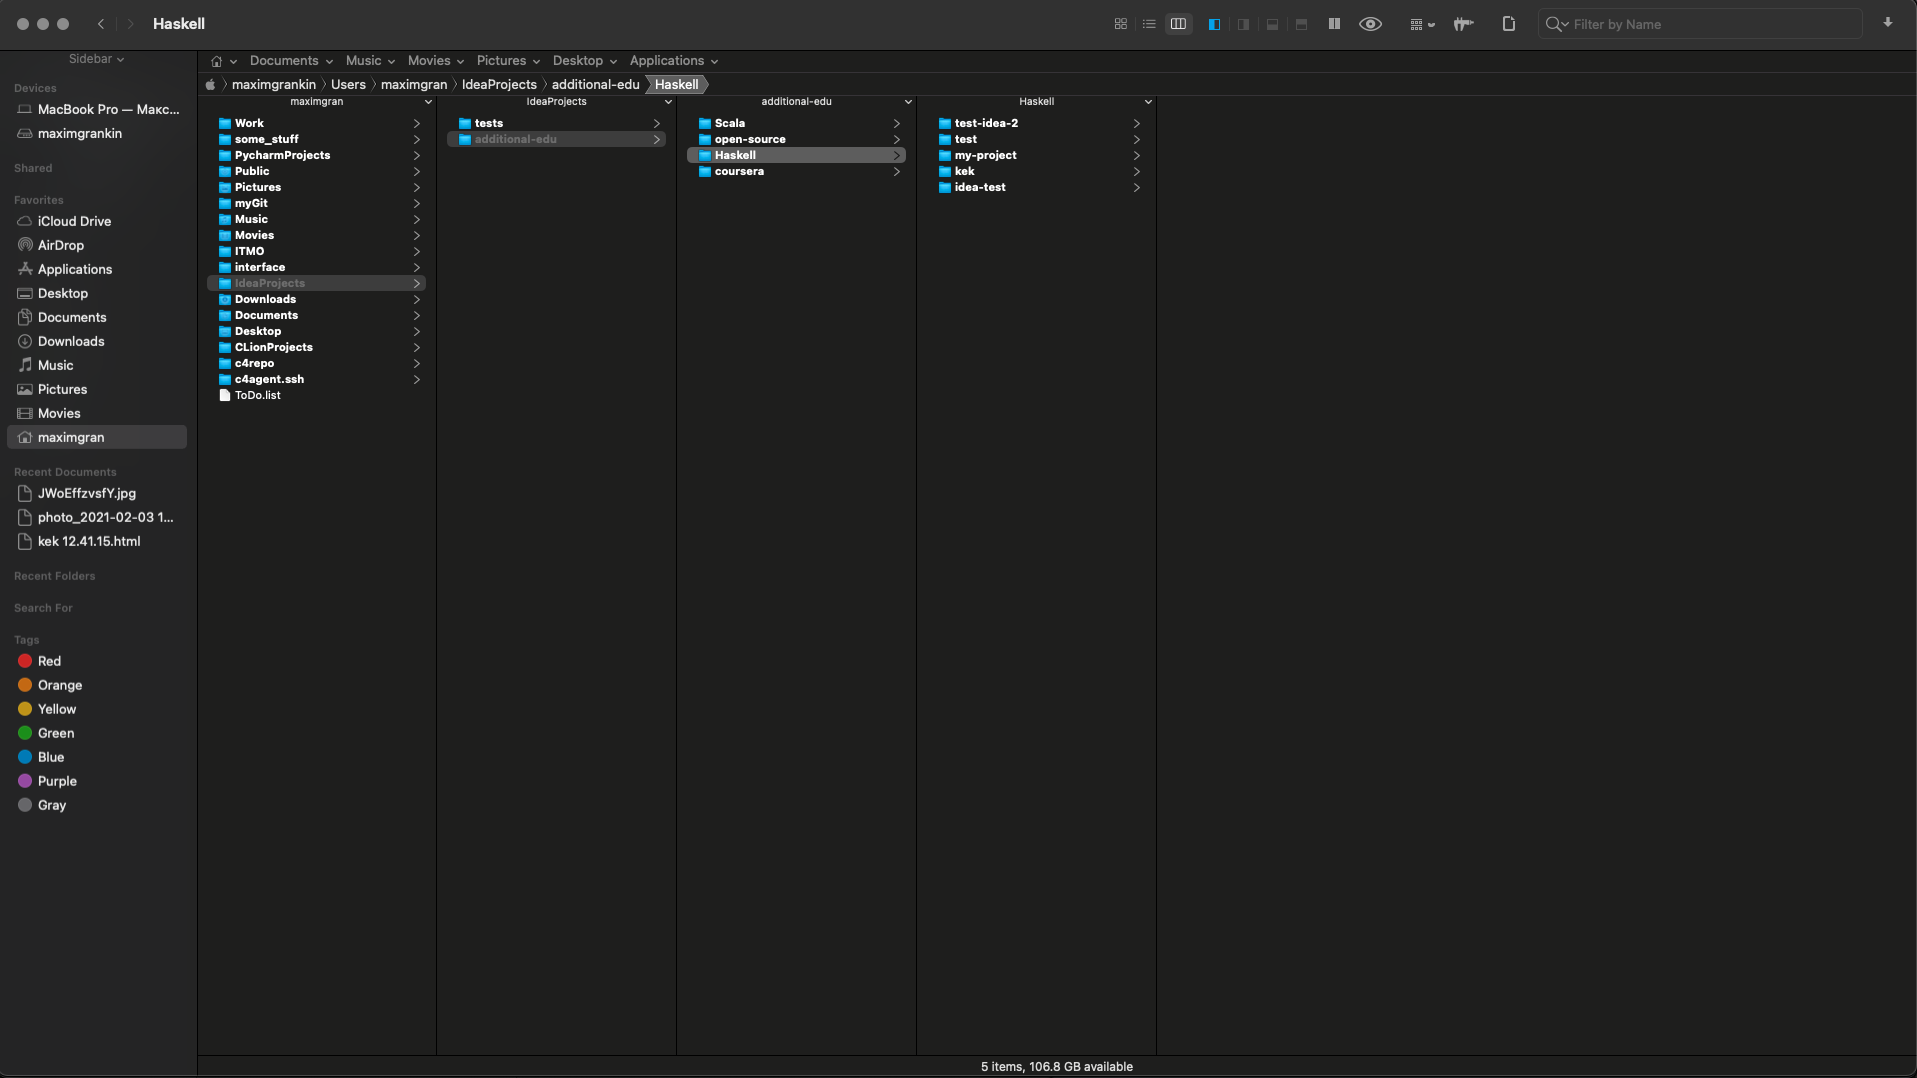 Haskell
Filter by Name
Sidebar
Devices
MacBook Pro — Макс...
maximgrankin
Shared
Favorites
iCloud Drive
AirDrop
Applications
Desktop
Documents
Downloads
Music
Pictures
Movies
maximgran
Recent Documents
JWoEffzvsfY.jpg
photo_2021-02-03 1...
kek 12.41.15.html
Recent Folders
Search For
Tags
Red
Orange
Yellow
Green
Blue
Purple
Gray
Documents Music Movies Pictures Desktop Applications
maximgrankin Users maximgran IdeaProjects additional-edu Haskell
maximgran
Work
some_stuff
PycharmProjects
Public
Pictures
myGit
Music
Movies
ITMO
interface
IdeaProjects
Downloads
Documents
Desktop
CLionProjects
c4repo
c4agent.ssh
ToDo.list
IdeaProjects
tests
additional-edu
additional-edu
Scala
open-source
Haskell
coursera
Haskell
test-idea-2
test
my-project
kek
idea-test
5 items, 106.8 GB available